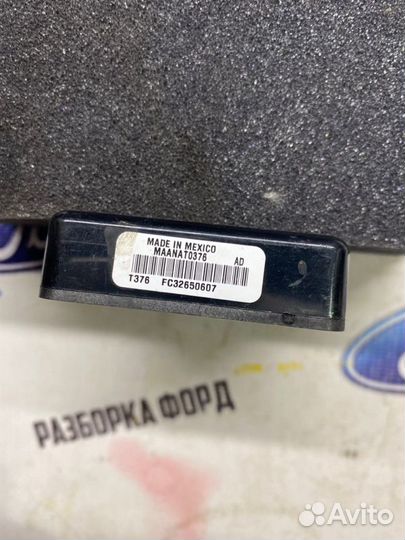 MADE IN MEXICO
MAANAT0376
AD
T376 FC32650607
РАЗБОРКА ФОРД
Avito